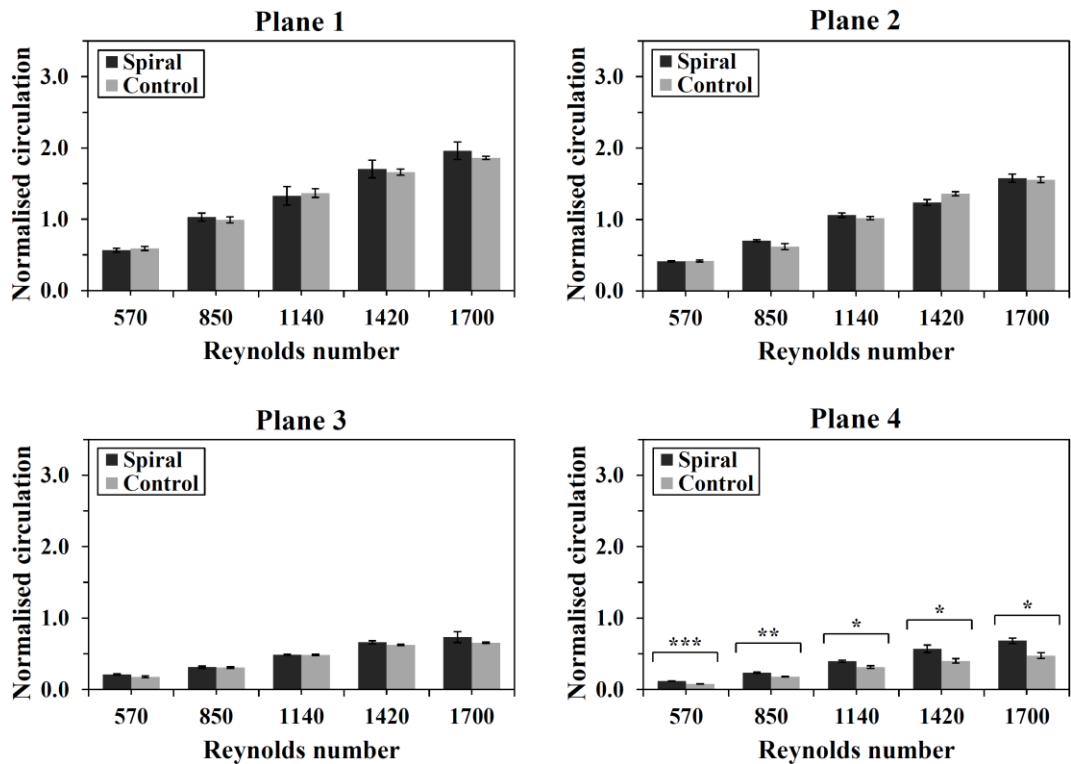 Plane 1
Normalised circulation
3.0
2.0
1.0
0.0
Spiral
Control
570 850 1140 1420 1700
Reynolds number
Plane 2
Normalised circulation
3.0
2.0
1.0
0.0
Spiral
Control
570 850 1140 1420 1700
Reynolds number
Plane 3
Normalised circulation
3.0
2.0
1.0
0.0
Spiral
Control
570 850 1140 1420 1700
Reynolds number
Plane 4
Normalised circulation
3.0
2.0
1.0
0.0
Spiral
Control
*** ** * * *
570 850 1140 1420 1700
Reynolds number